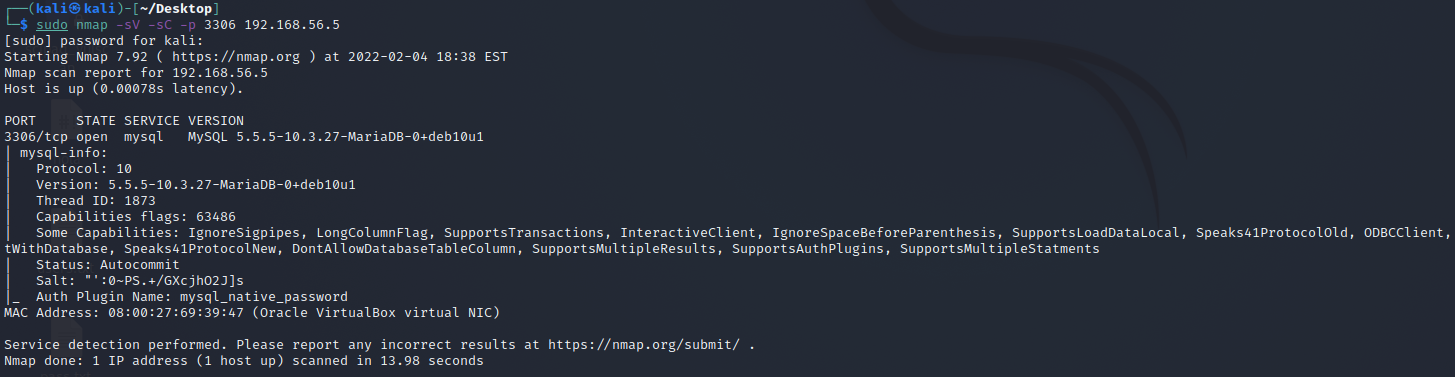 ┌──(kali㉿kali)-[~/Desktop]
└─$ sudo nmap -sV -sC -p 3306 192.168.56.5
[sudo] password for kali:
Starting Nmap 7.92 ( https://nmap.org ) at 2022-02-04 18:38 EST
Nmap scan report for 192.168.56.5
Host is up (0.00078s latency).

PORT     STATE SERVICE VERSION
3306/tcp open  mysql   MySQL 5.5.5-10.3.27-MariaDB-0+deb10u1
| mysql-info:
|   Protocol: 10
|   Version: 5.5.5-10.3.27-MariaDB-0+deb10u1
|   Thread ID: 1873
|   Capabilities flags: 63486
|   Some Capabilities: IgnoreSigpipes, LongColumnFlag, SupportsTransactions, InteractiveClient, IgnoreSpaceBeforeParenthesis, SupportsLoadDataLocal, Speaks41ProtocolOld, ODBCClient,
tWithDatabase, Speaks41ProtocolNew, DontAllowDatabaseTableColumn, SupportsMultipleResults, SupportsAuthPlugins, SupportsMultipleStatments
|   Status: Autocommit
|   Salt: "':0~PS.+/GXcjhO2J]s
|_  Auth Plugin Name: mysql_native_password
MAC Address: 08:00:27:69:39:47 (Oracle VirtualBox virtual NIC)

Service detection performed. Please report any incorrect results at https://nmap.org/submit/ .
Nmap done: 1 IP address (1 host up) scanned in 13.98 seconds